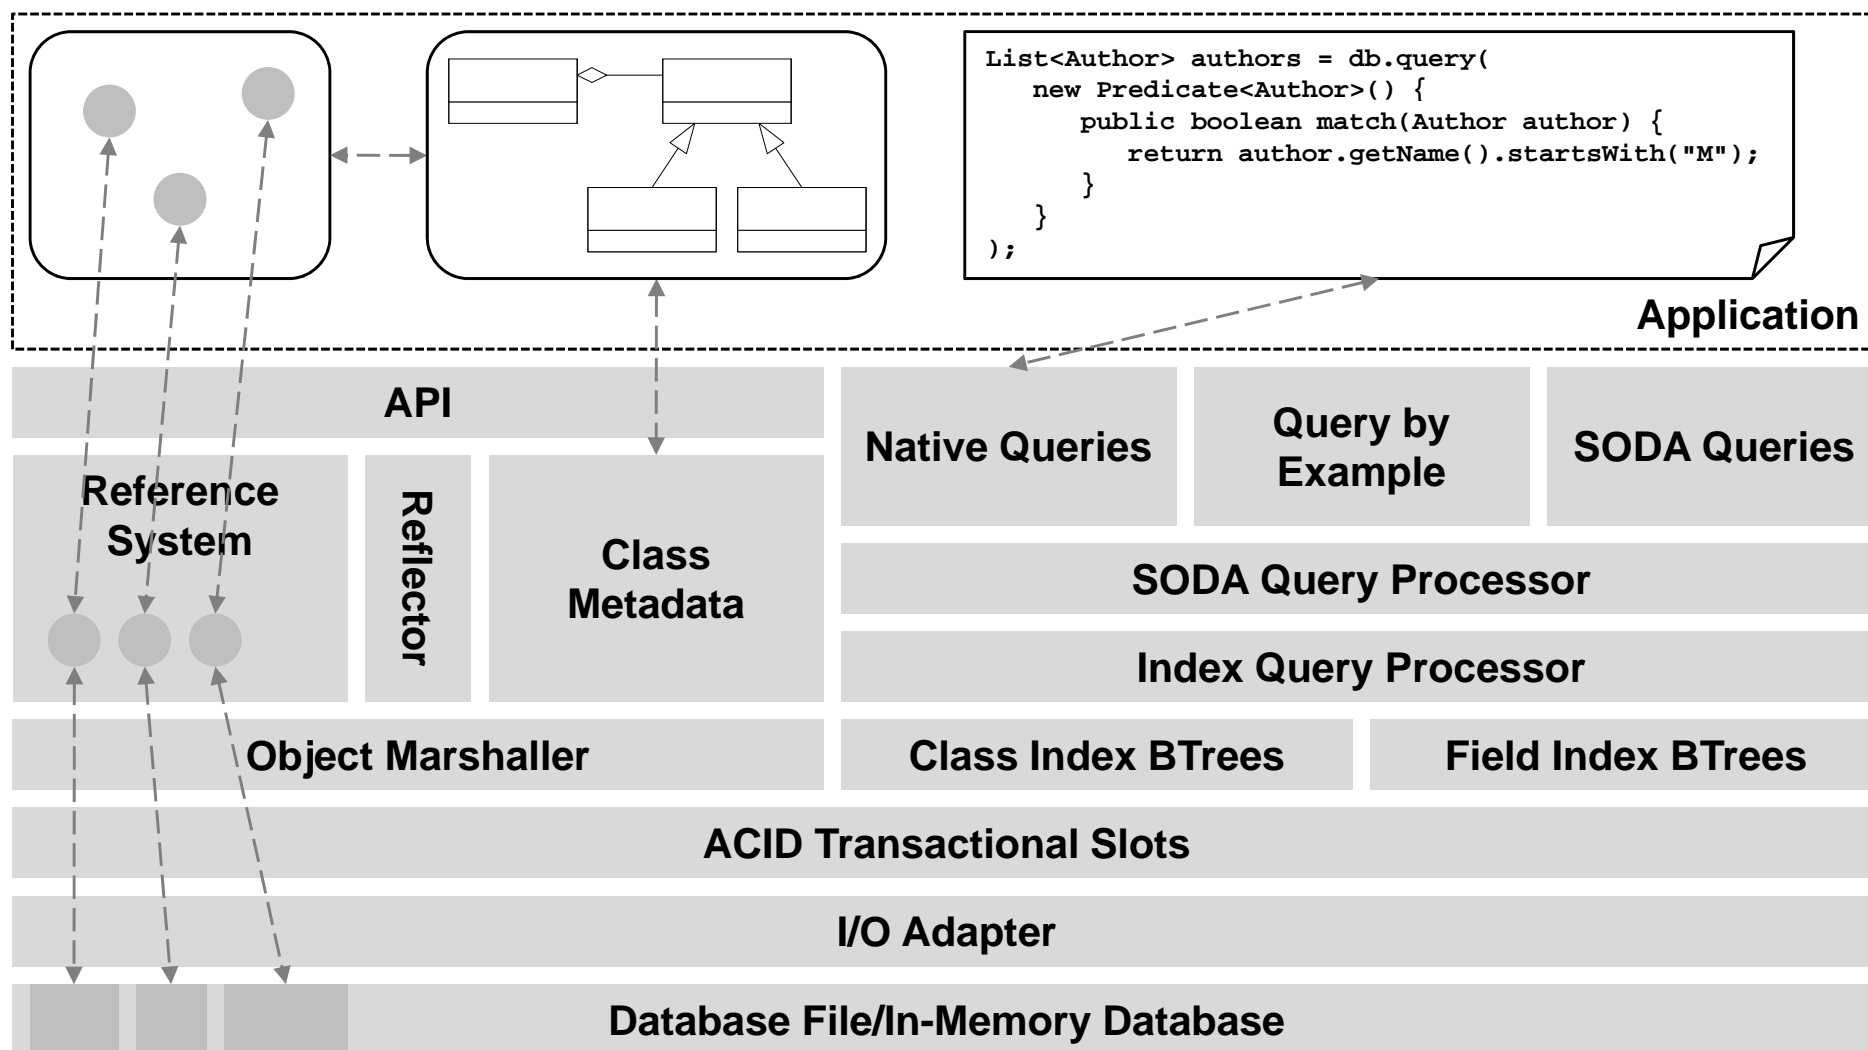 List<Author> authors = db.query(
new Predicate<Author>() {
public boolean match(Author author) {
return author.getName().startsWith("M");
}
}
);
Application
API
Native Queries
Query by
Example
SODA Queries
Reference
System
Reflector
Class
Metadata
SODA Query Processor
Index Query Processor
Object Marshaller
Class Index BTrees
Field Index BTrees
ACID Transactional Slots
I/O Adapter
Database File/In-Memory Database